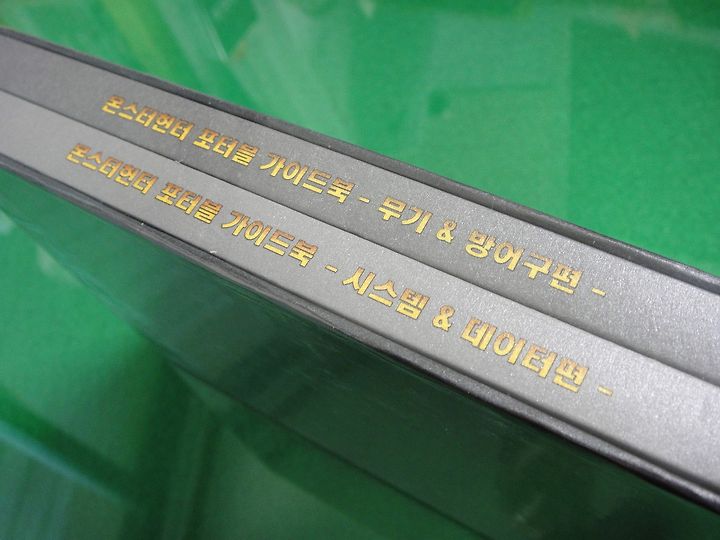 몬스터헌터 포터블 가이드북 - 무기 & 방어구편 -
몬스터헌터 포터블 가이드북 - 시스템 & 데이터편 -